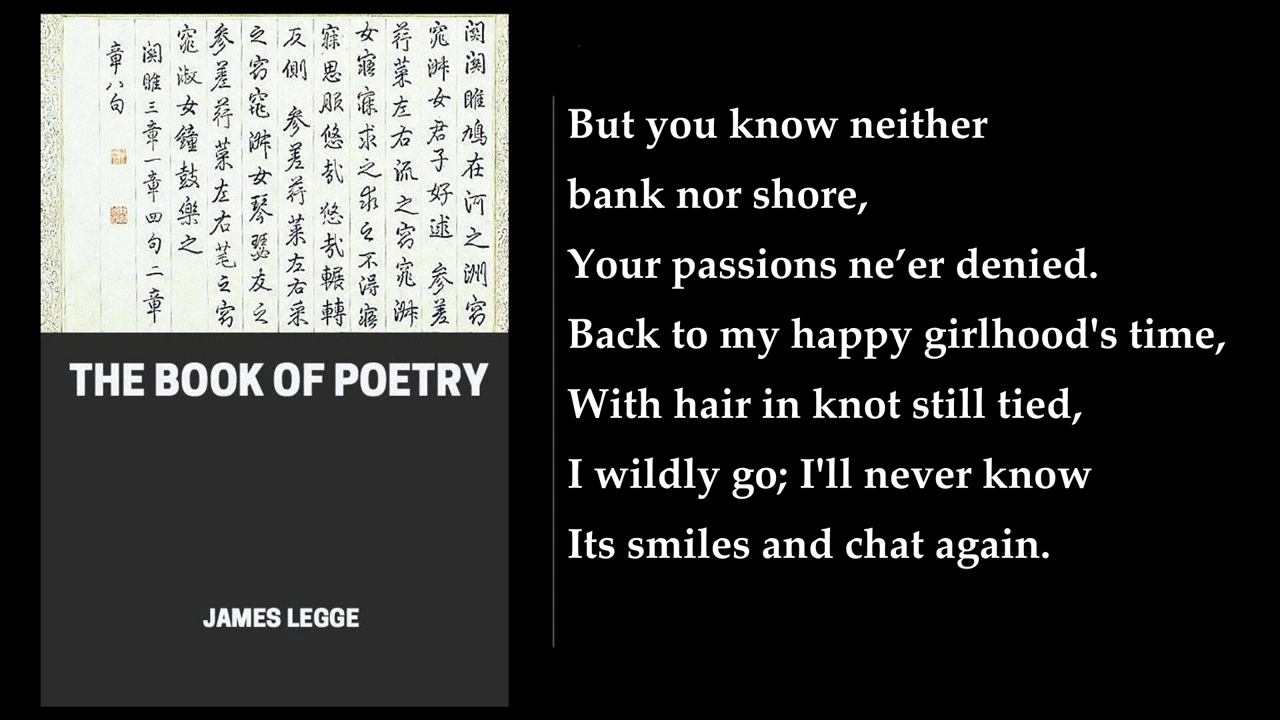 關關雎鳩在河之洲窈
窕淑女君子好逑 參差
荇菜左右流之窈窕淑
女寤寐求之求之不得寤
寐思服悠哉悠哉輾轉
反側 參差荇菜左右采
之窈窕淑女琴瑟友之
參差荇菜左右芼之窈
窕淑女鐘鼓樂之
關雎三章一章四句二章
章八句
THE BOOK OF POETRY
JAMES LEGGE
But you know neither
bank nor shore,
Your passions ne’er denied.
Back to my happy girlhood's time,
With hair in knot still tied,
I wildly go; I'll never know
Its smiles and chat again.